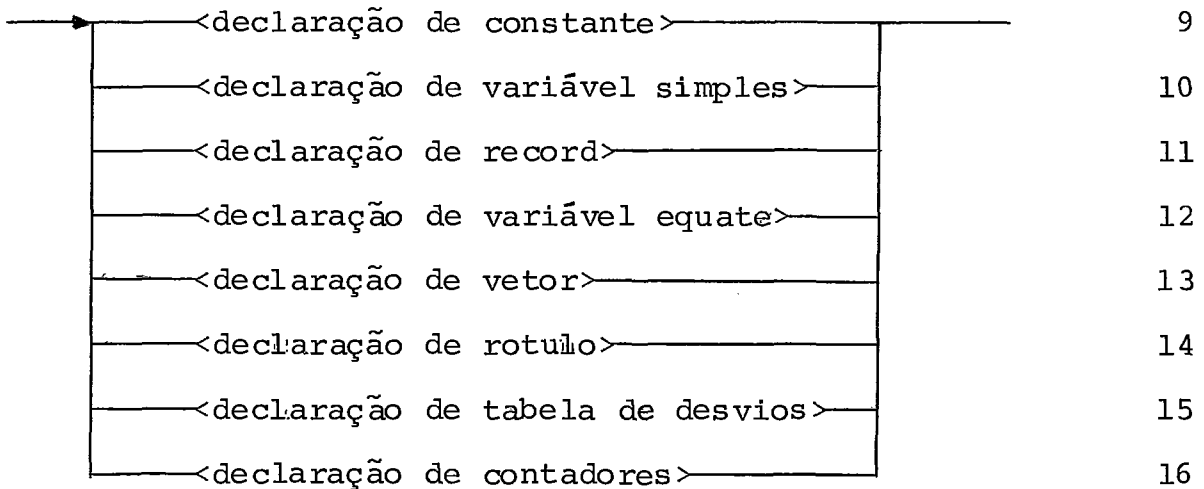 <declaração de constante> 9
<declaração de variável simples> 10
<declaração de record> 11
<declaração de variável equate> 12
<declaração de vetor> 13
<declaração de rotulo> 14
<declaração de tabela de desvios> 15
<declaração de contadores> 16